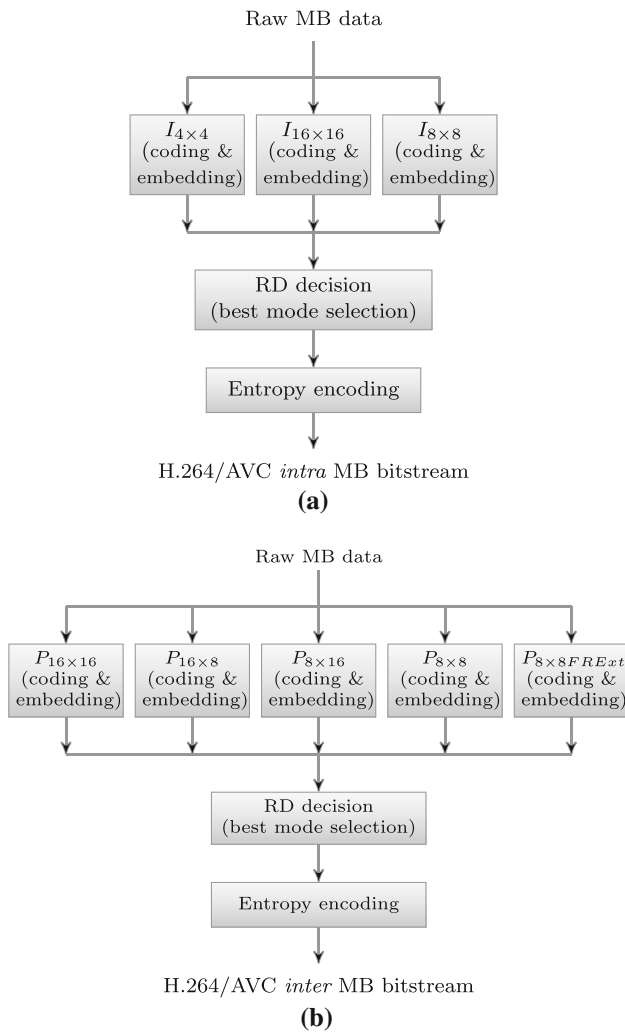 Raw MB data
I4×4
(coding &
embedding)
I16×16
(coding &
embedding)
I8×8
(coding &
embedding)
RD decision
(best mode selection)
Entropy encoding
H.264/AVC intra MB bitstream
(a)
Raw MB data
P16×16
(coding &
embedding)
P16×8
(coding &
embedding)
P8×16
(coding &
embedding)
P8×8
(coding &
embedding)
P8×8FRExt
(coding &
embedding)
RD decision
(best mode selection)
Entropy encoding
H.264/AVC inter MB bitstream
(b)